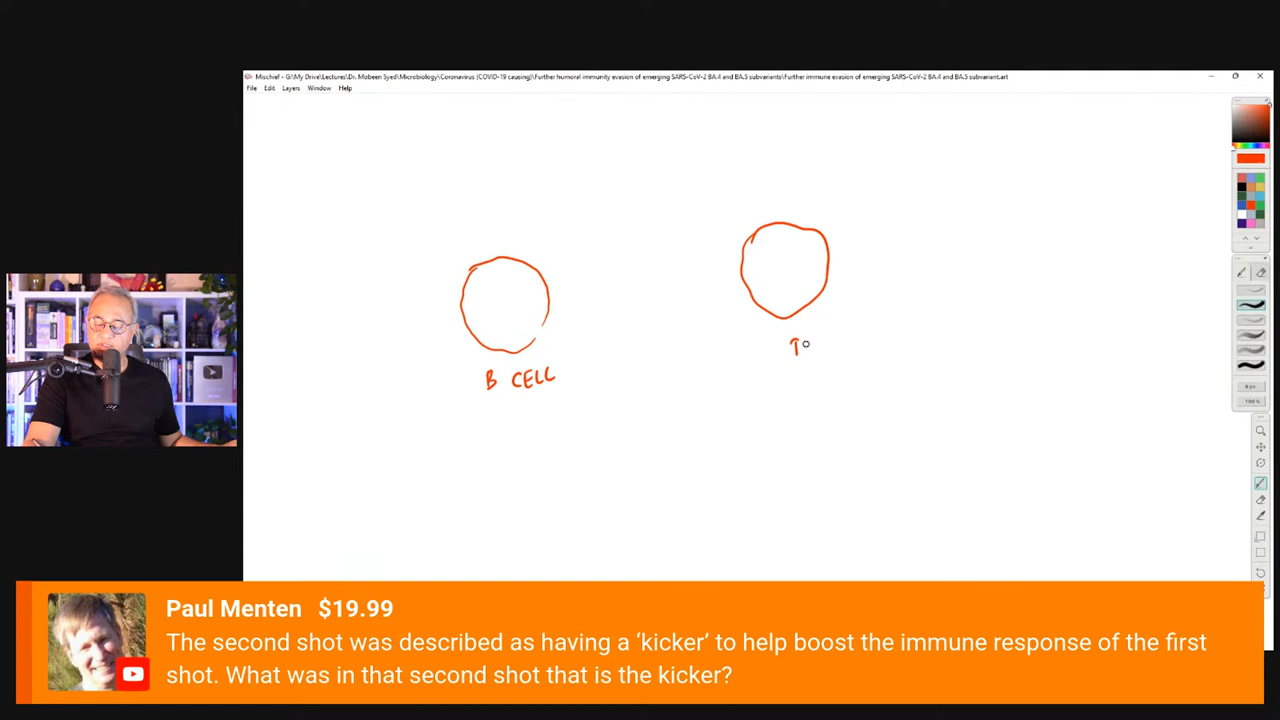 Mischief - G:\My Drive\Lectures\Dr. Mobeen Syed\Microbiology\Coronavirus (COVID-19 causing)\Further humoral immunity evasion of emerging SARS-CoV-2 BA.4 and BA.5 subvariants\Further immune evasion of emerging SARS-CoV-2 BA.4 and BA.5 subvariant.art
File Edit Layers Window Help
B CELL
T
8 px
100 %
Paul Menten $19.99
The second shot was described as having a ‘kicker’ to help boost the immune response of the first
shot. What was in that second shot that is the kicker?